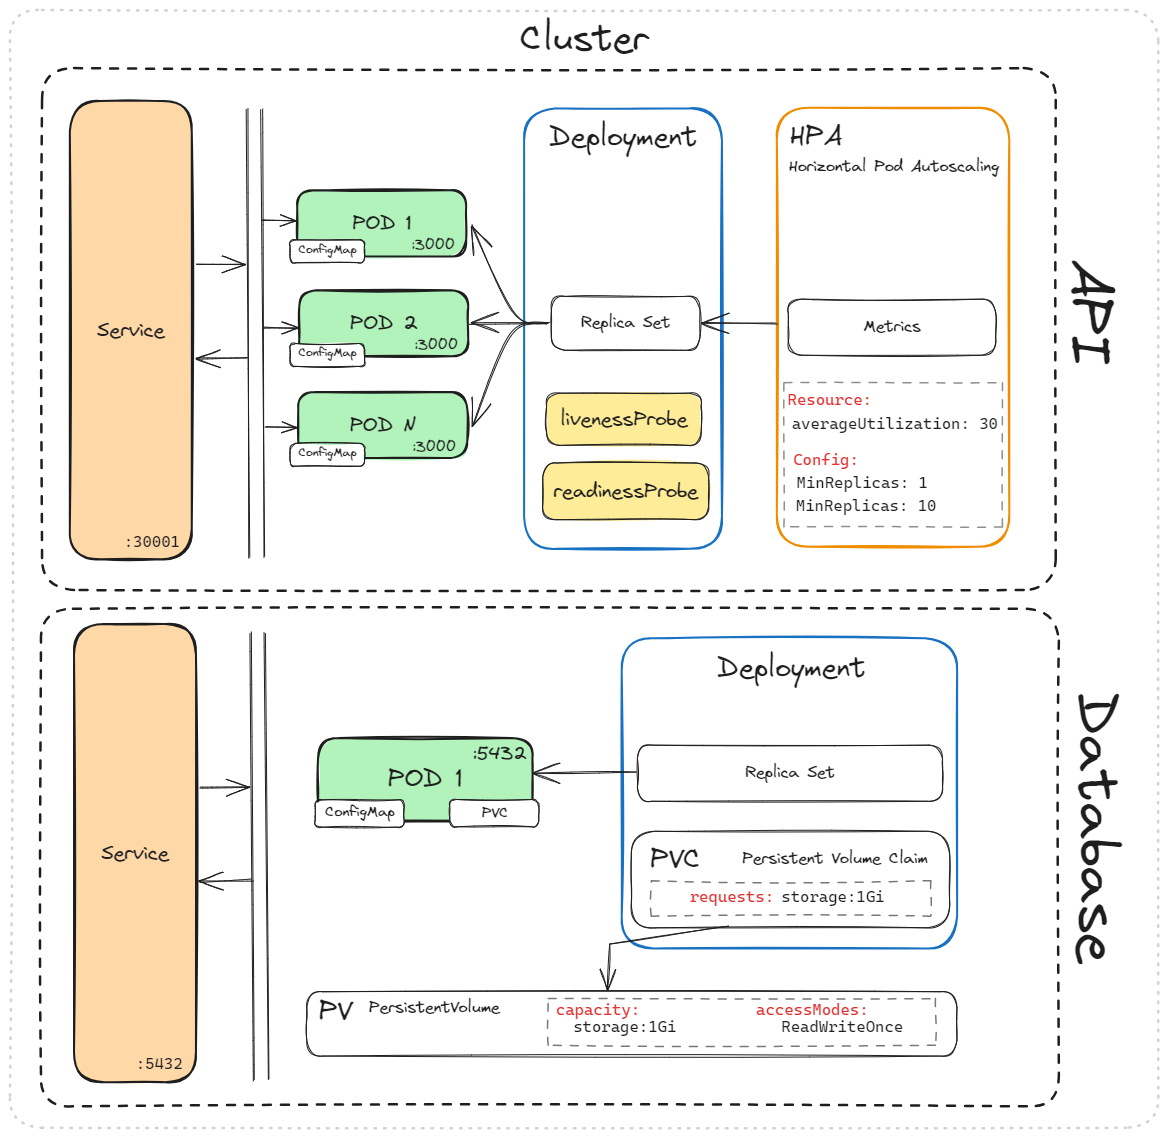 Cluster
API
Service
:30001
POD 1
:3000
ConfigMap
POD 2
:3000
ConfigMap
POD N
:3000
ConfigMap
Deployment
Replica Set
livenessProbe
readinessProbe
HPA
Horizontal Pod Autoscaling
Metrics
Resource:
averageUtilization: 30
Config:
MinReplicas: 1
MinReplicas: 10
Database
Service
:5432
:5432
POD 1
ConfigMap
PVC
Deployment
Replica Set
PVC Persistent Volume Claim
requests: storage:1Gi
PV PersistentVolume
capacity:
storage:1Gi
accessModes:
ReadWriteOnce